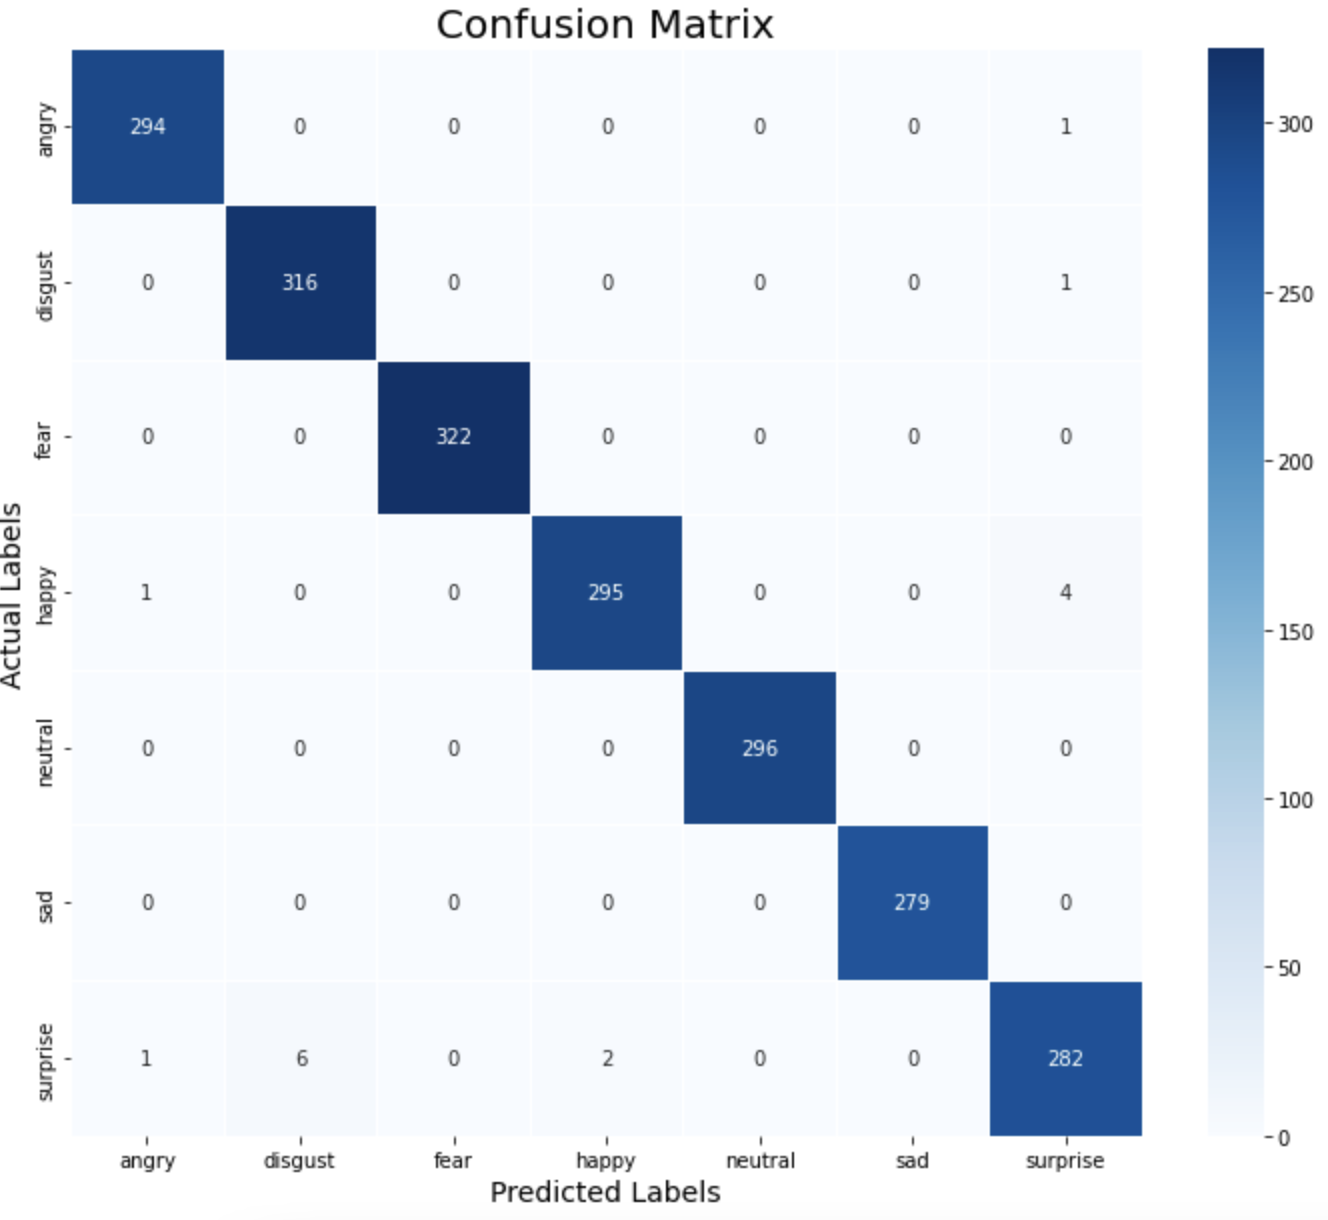 Confusion Matrix
angry 294 0 0 0 0 0 1
disgust 0 316 0 0 0 0 1
fear 0 0 322 0 0 0 0
happy 1 0 0 295 0 0 4
neutral 0 0 0 0 296 0 0
sad 0 0 0 0 0 279 0
surprise 1 6 0 2 0 0 282
angry disgust fear happy neutral sad surprise
Predicted Labels
Actual Labels
300
250
200
150
100
50
0